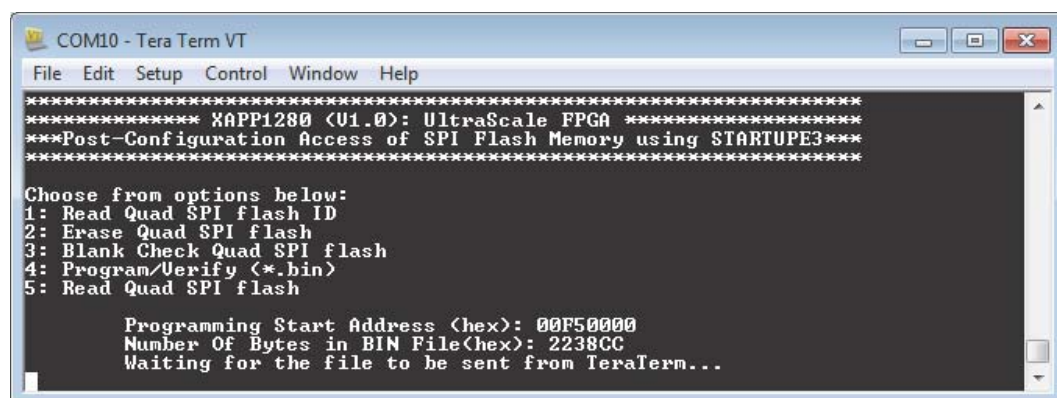 COM10 - Tera Term VT
File Edit Setup Control Window Help
*******************************************************************
************** XAPP1280 (V1.0): UltraScale FPGA *******************
***Post-Configuration Access of SPI Flash Memory using STARTUPE3***
*******************************************************************
Choose from options below:
1: Read Quad SPI flash ID
2: Erase Quad SPI flash
3: Blank Check Quad SPI flash
4: Program/Verify (*.bin)
5: Read Quad SPI flash
Programming Start Address (hex): 00F50000
Number Of Bytes in BIN File(hex): 2238CC
Waiting for the file to be sent from TeraTerm...